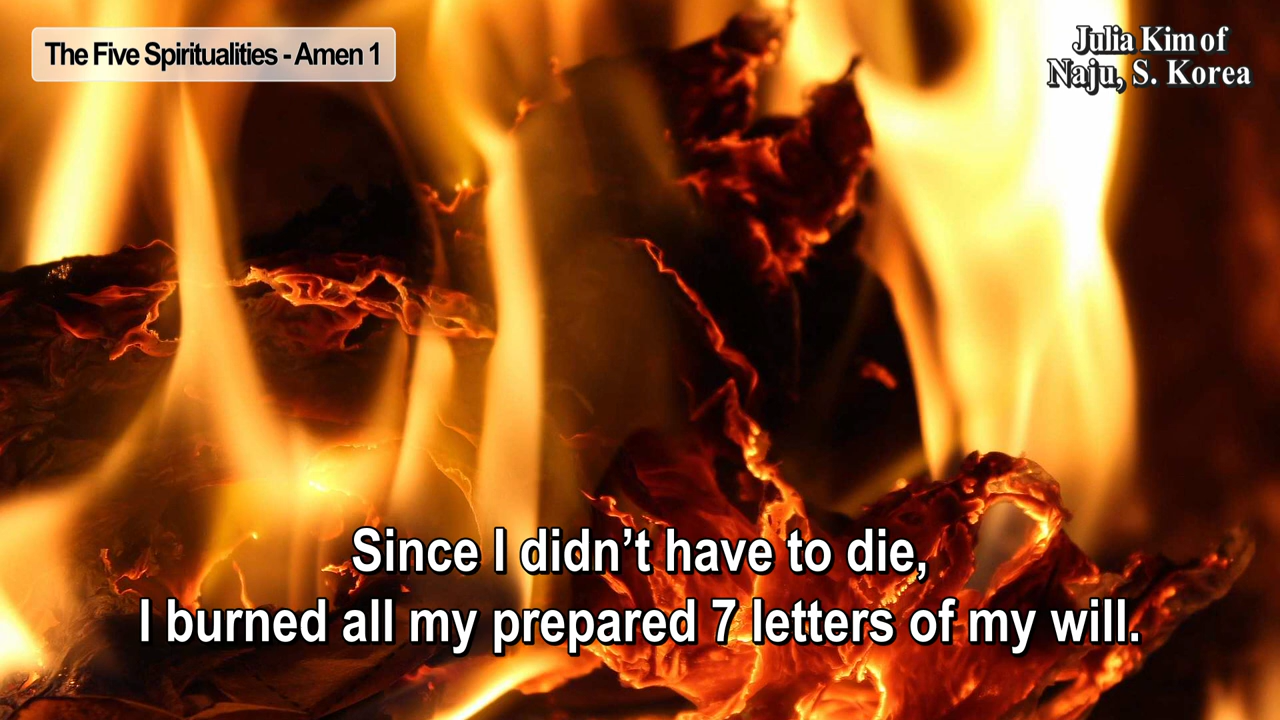 The Five Spiritualities - Amen 1
Julia Kim of
Naju, S. Korea
Since I didn’t have to die,
I burned all my prepared 7 letters of my will.